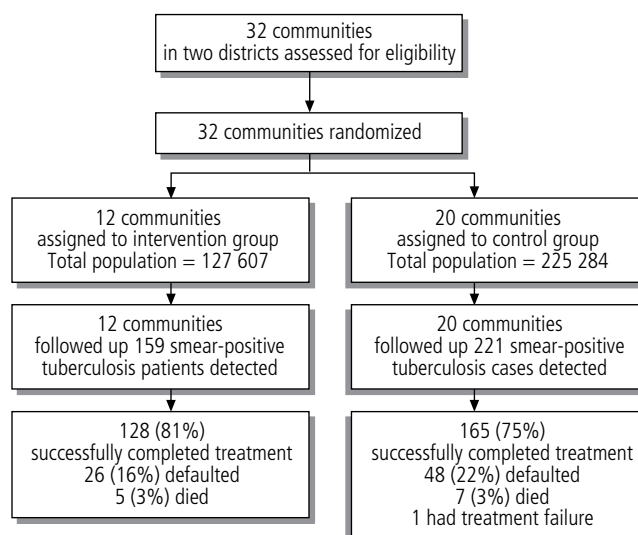 32 communities
in two districts assessed for eligibility
32 communities randomized
12 communities
assigned to intervention group
Total population = 127 607
20 communities
assigned to control group
Total population = 225 284
12 communities
followed up 159 smear-positive
tuberculosis patients detected
20 communities
followed up 221 smear-positive
tuberculosis cases detected
128 (81%)
successfully completed treatment
26 (16%) defaulted
5 (3%) died
165 (75%)
successfully completed treatment
48 (22%) defaulted
7 (3%) died
1 had treatment failure